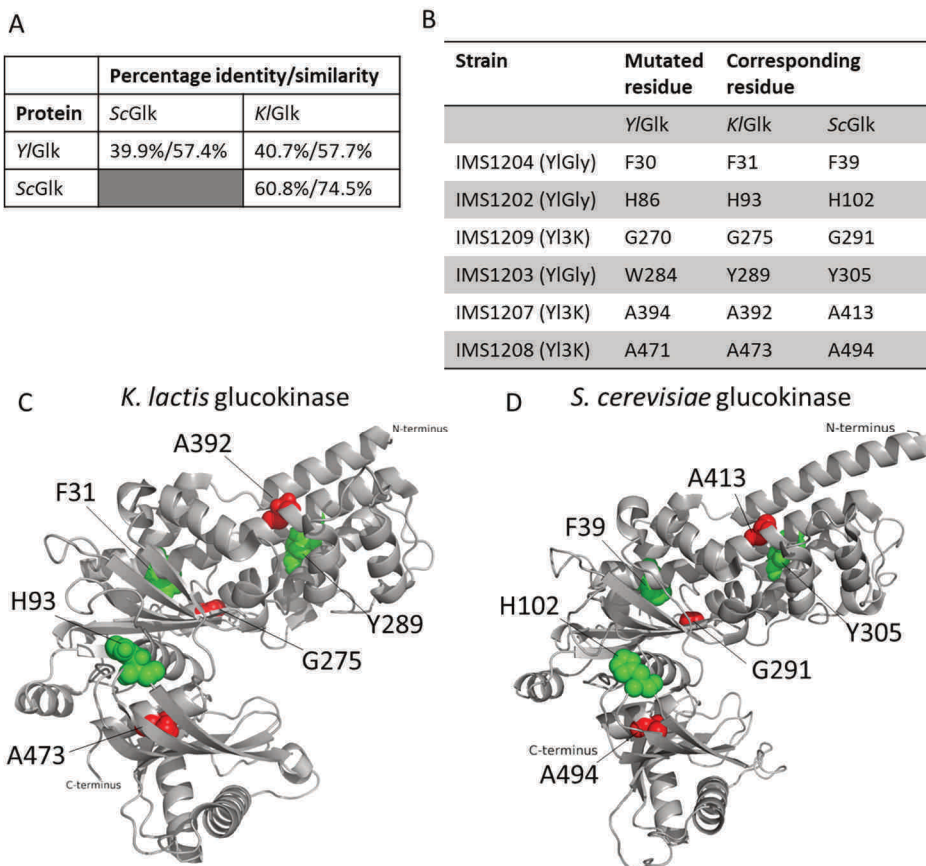 A
Percentage identity/similarity
Protein ScGlk KlGlk
YlGlk 39.9%/57.4% 40.7%/57.7%
ScGlk 60.8%/74.5%
B
Strain Mutated residue Corresponding residue
YlGlk KlGlk ScGlk
IMS1204 (YlGly) F30 F31 F39
IMS1202 (YlGly) H86 H93 H102
IMS1209 (Yl3K) G270 G275 G291
IMS1203 (YlGly) W284 Y289 Y305
IMS1207 (Yl3K) A394 A392 A413
IMS1208 (Yl3K) A471 A473 A494
C K. lactis glucokinase
N-terminus
A392
F31
H93
Y289
G275
A473
C-terminus
D S. cerevisiae glucokinase
N-terminus
A413
F39
H102
Y305
G291
C-terminus
A494